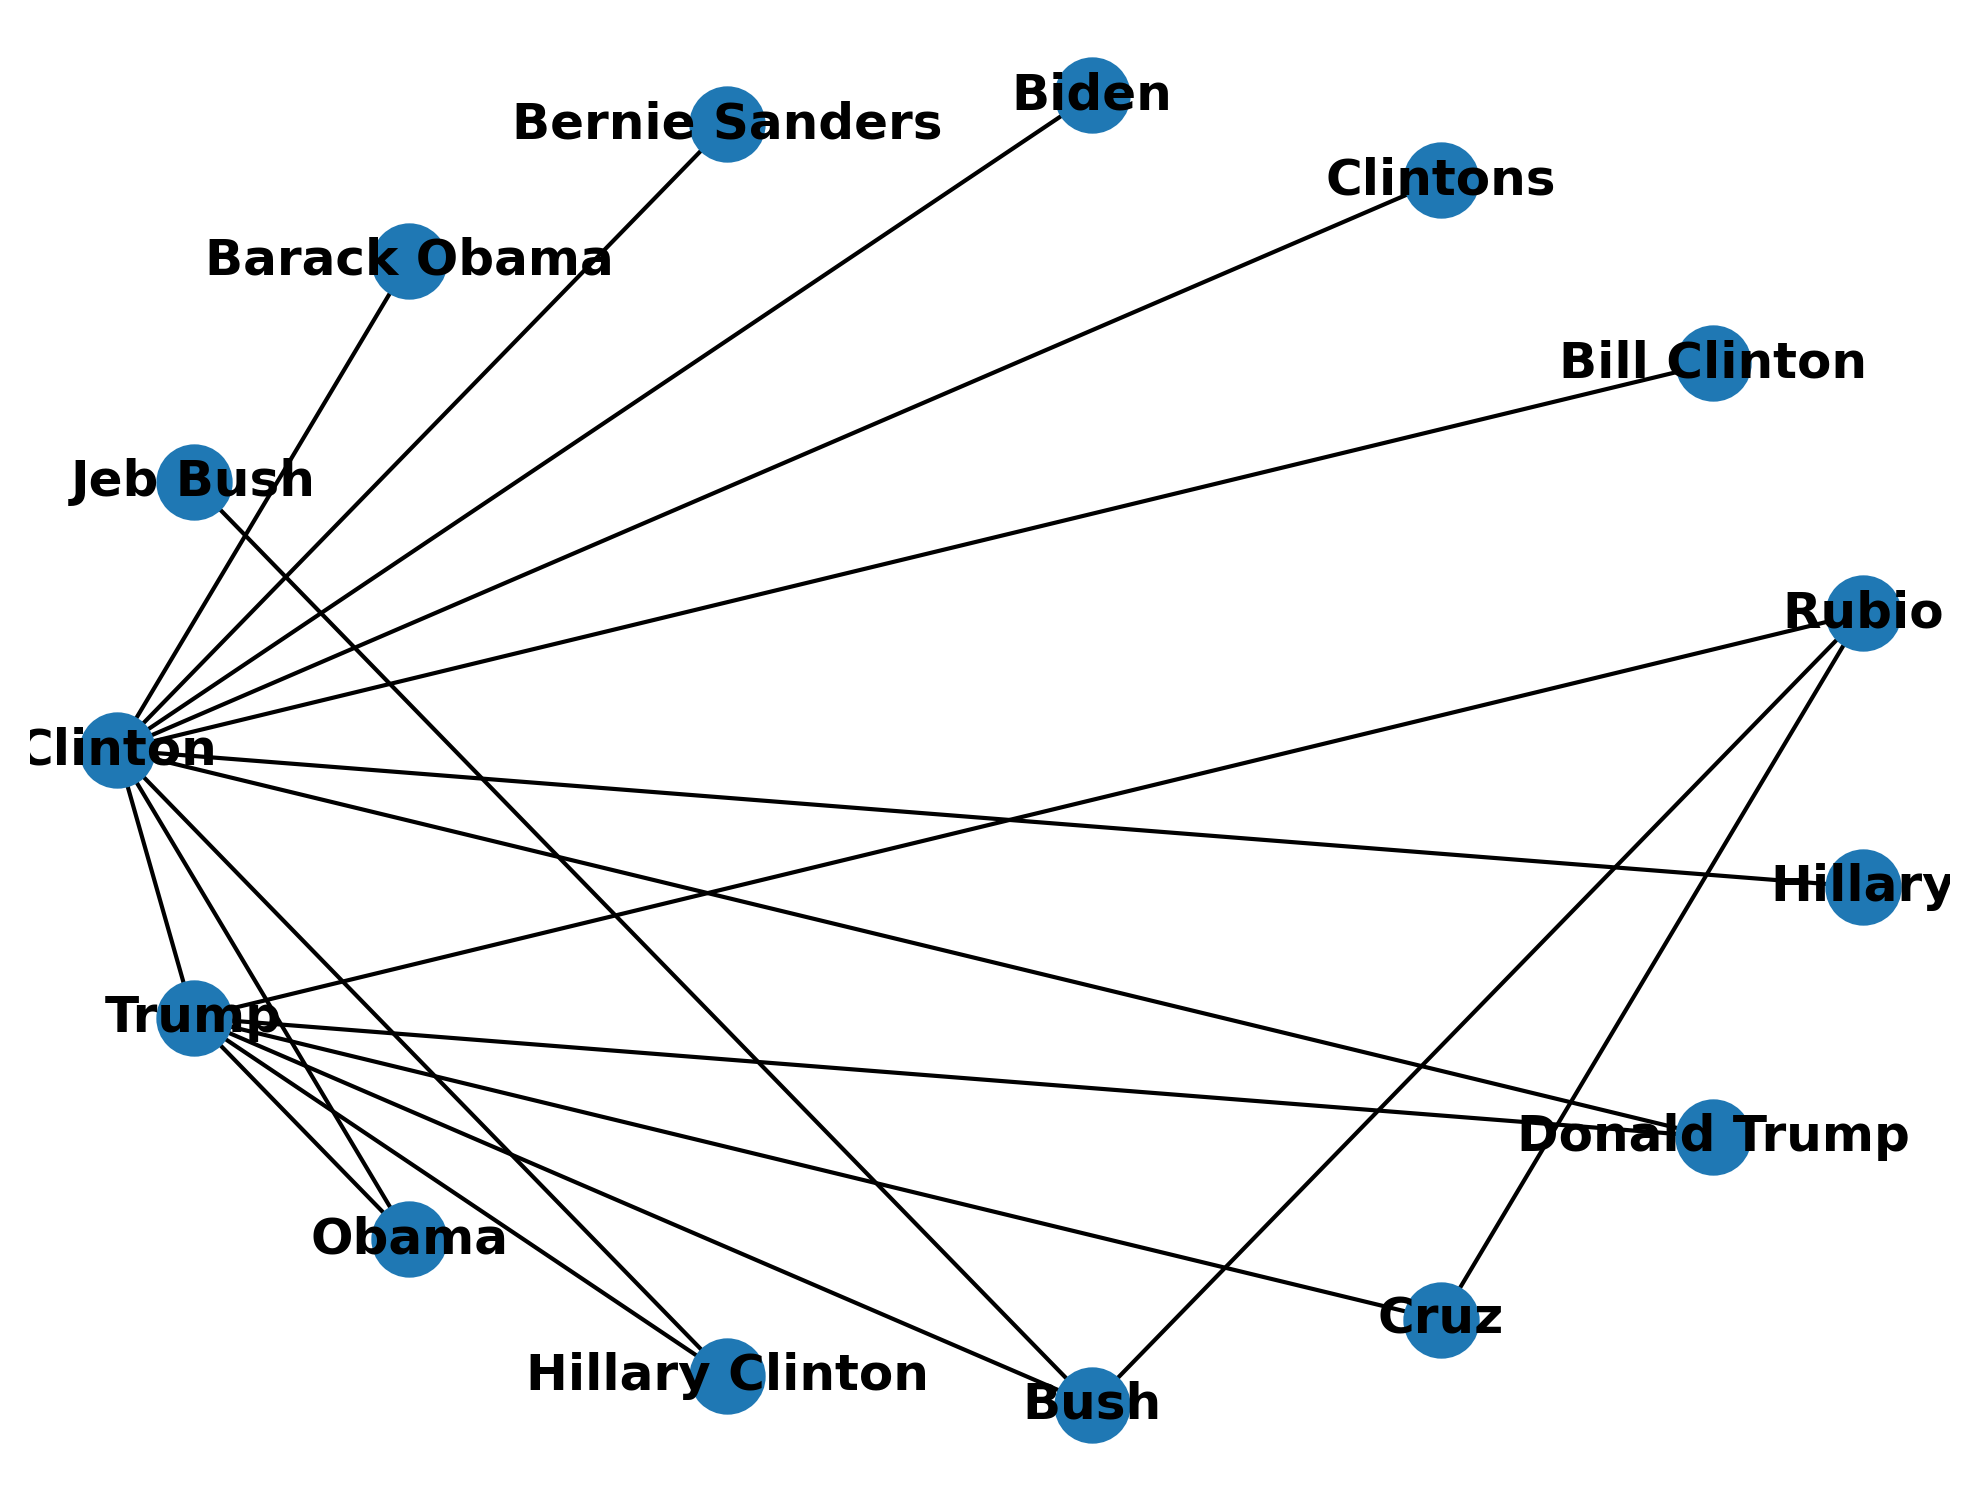 Biden
Bernie Sanders
Clintons
Barack Obama
Bill Clinton
Jeb Bush
Rubio
Clinton
Hillary
Trump
Donald Trump
Obama
Cruz
Hillary Clinton
Bush